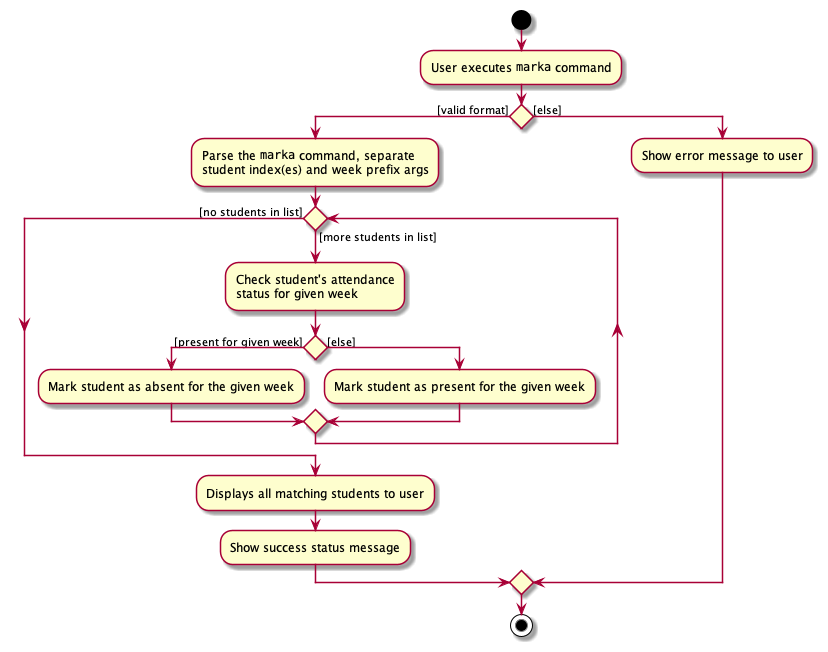 User executes marka command
[valid format]
[else]
Parse the marka command, separate
student index(es) and week prefix args
Show error message to user
[no students in list]
[more students in list]
Check student's attendance
status for given week
[present for given week]
[else]
Mark student as absent for the given week
Mark student as present for the given week
Displays all matching students to user
Show success status message